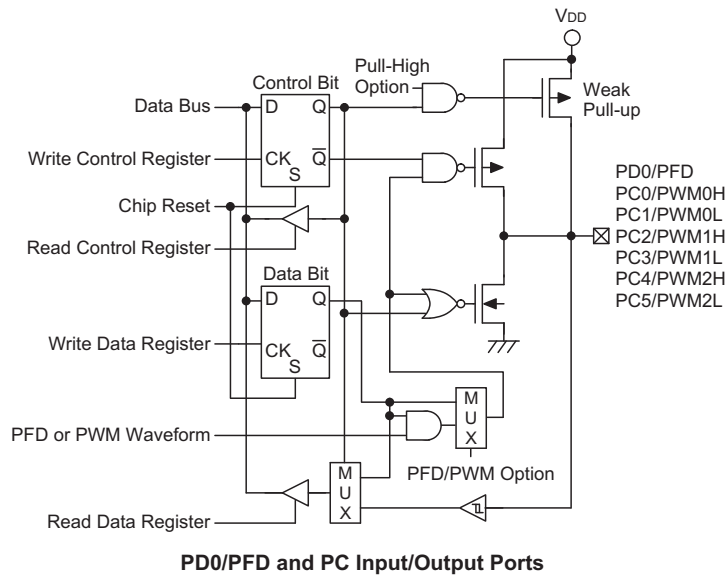 VDD
Pull-High
Option
Control Bit
Weak
Pull-up
Data Bus
D Q
Write Control Register
CK Q
S
Chip Reset
Read Control Register
PD0/PFD
PC0/PWM0H
PC1/PWM0L
PC2/PWM1H
PC3/PWM1L
PC4/PWM2H
PC5/PWM2L
Data Bit
D Q
Write Data Register
CK Q
S
M
U
X
PFD or PWM Waveform
PFD/PWM Option
M
U
X
Read Data Register
PD0/PFD and PC Input/Output Ports